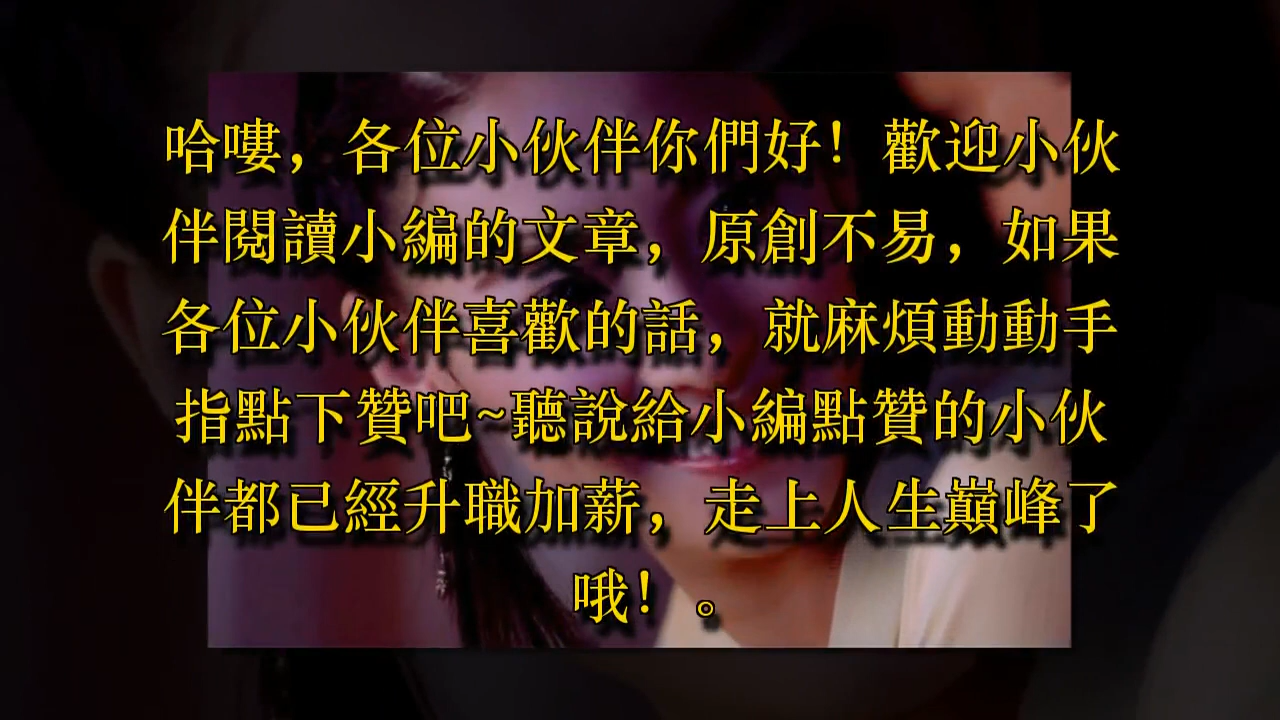 哈嘍，各位小伙伴你們好！歡迎小伙
伴閱讀小編的文章，原創不易，如果
各位小伙伴喜歡的話，就麻煩動動手
指點下贊吧~聽說給小編點贊的小伙
伴都已經升職加薪，走上人生巔峰了
哦！。